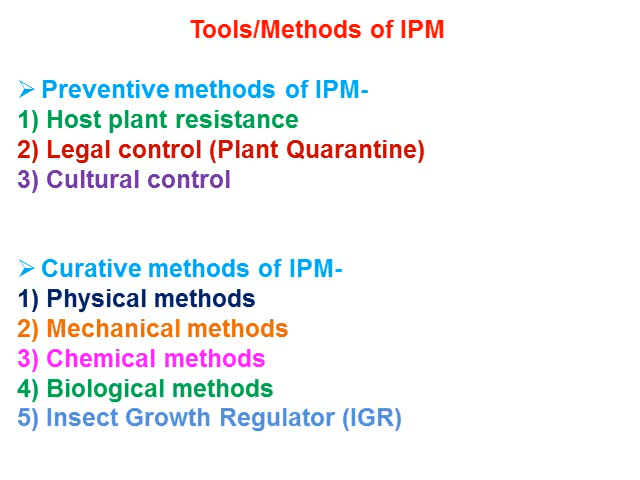 Tools/Methods of IPM
➢ Preventive methods of IPM-
1) Host plant resistance
2) Legal control (Plant Quarantine)
3) Cultural control
➢ Curative methods of IPM-
1) Physical methods
2) Mechanical methods
3) Chemical methods
4) Biological methods
5) Insect Growth Regulator (IGR)